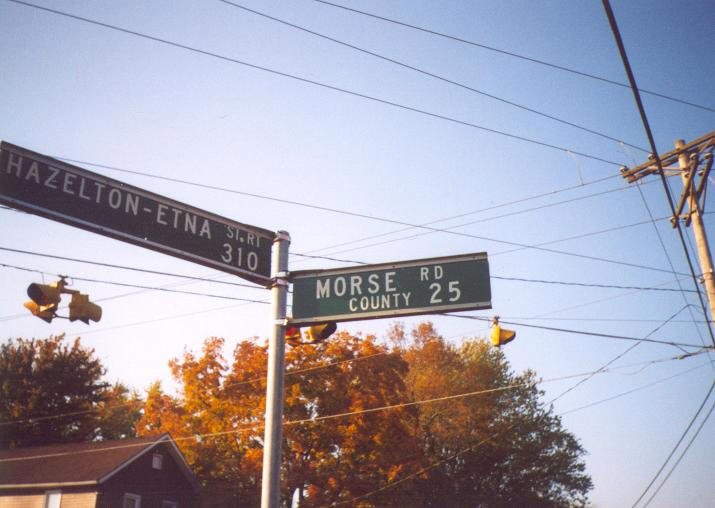 HAZELTON-ETNA ST.RT
310
MORSE RD
COUNTY 25